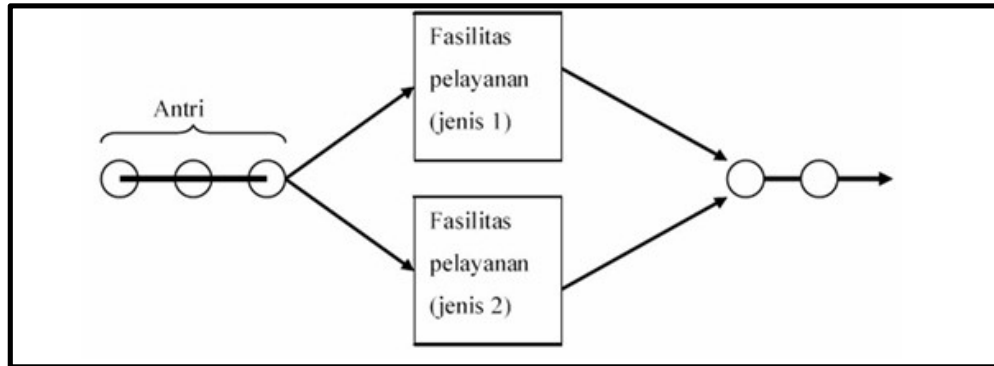 Antri
Fasilitas
pelayanan
(jenis 1)
Fasilitas
pelayanan
(jenis 2)